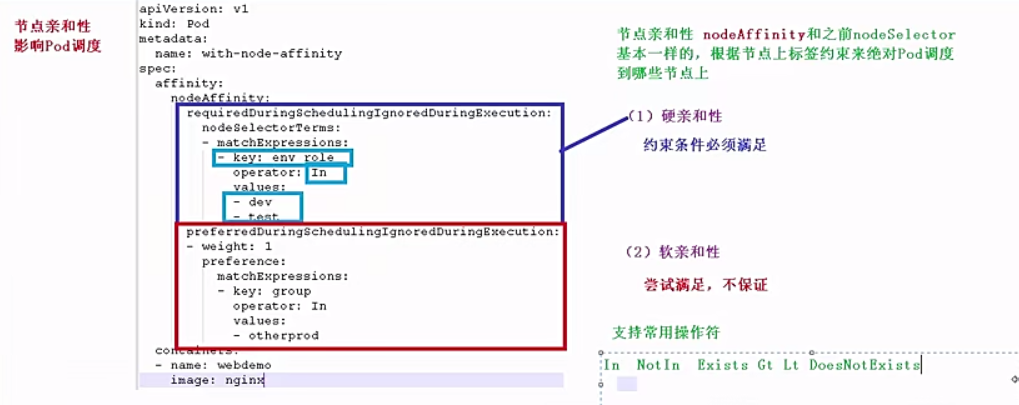 节点亲和性
影响Pod调度
apiVersion: v1
kind: Pod
metadata:
name: with-node-affinity
spec:
affinity:
nodeAffinity:
requiredDuringSchedulingIgnoredDuringExecution:
nodeSelectorTerms:
- matchExpressions:
- key: env_role
operator: In
values:
- dev
- test
preferredDuringSchedulingIgnoredDuringExecution:
- weight: 1
preference:
matchExpressions:
- key: group
operator: In
values:
- otherprod
containers:
- name: webdemo
image: nginx
节点亲和性 nodeAffinity和之前nodeSelector
基本一样的，根据节点上标签约束来绝对Pod调度
到哪些节点上
（1）硬亲和性
约束条件必须满足
（2）软亲和性
尝试满足，不保证
支持常用操作符
In NotIn Exists Gt Lt DoesNotExists